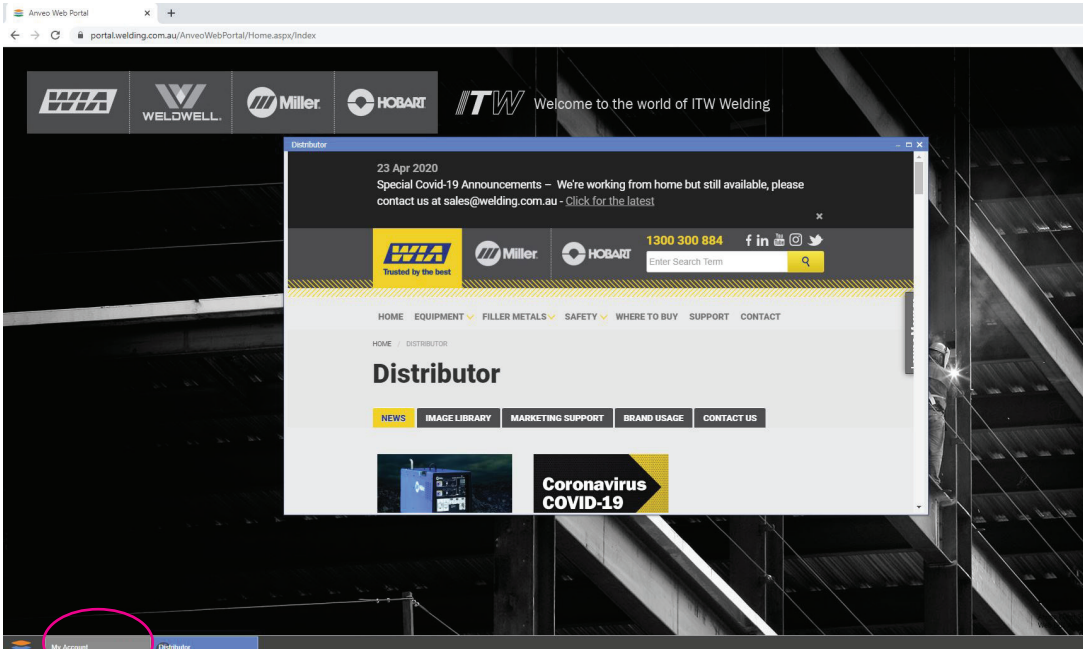 Anveo Web Portal
portal.welding.com.au/AnveoWebPortal/Home.aspx/Index
WIA WELDWELL. Miller HOBART ITW Welcome to the world of ITW Welding
Distributor
23 Apr 2020
Special Covid-19 Announcements – We're working from home but still available, please
contact us at sales@welding.com.au - Click for the latest
1300 300 884 f in You
WIA Miller HOBART
Enter Search Term
Trusted by the best
HOME EQUIPMENT FILLER METALS SAFETY WHERE TO BUY SUPPORT CONTACT
HOME / DISTRIBUTOR
Distributor
NEWS IMAGE LIBRARY MARKETING SUPPORT BRAND USAGE CONTACT US
Coronavirus
COVID-19
My Account Distributor